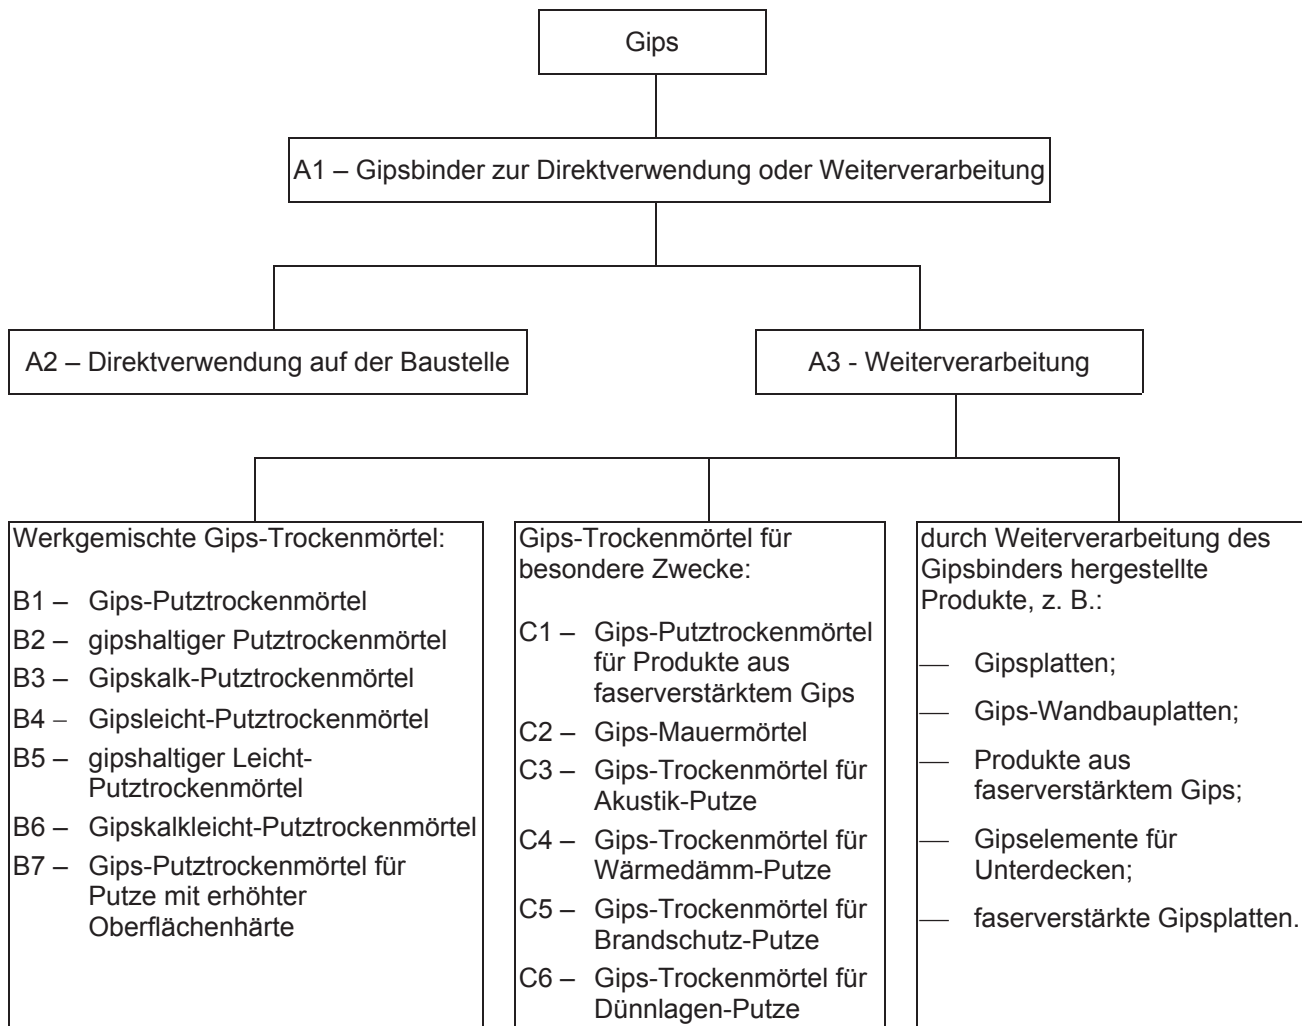 Gips
A1 – Gipsbinder zur Direktverwendung oder Weiterverarbeitung
A2 – Direktverwendung auf der Baustelle
A3 - Weiterverarbeitung
Werkgemischte Gips-Trockenmörtel:
B1 – Gips-Putztrockenmörtel
B2 – gipshaltiger Putztrockenmörtel
B3 – Gipskalk-Putztrockenmörtel
B4 – Gipsleicht-Putztrockenmörtel
B5 – gipshaltiger Leicht-
Putztrockenmörtel
B6 – Gipskalkleicht-Putztrockenmörtel
B7 – Gips-Putztrockenmörtel für
Putze mit erhöhter
Oberflächenhärte
Gips-Trockenmörtel für
besondere Zwecke:
C1 – Gips-Putztrockenmörtel
für Produkte aus
faserverstärktem Gips
C2 – Gips-Mauermörtel
C3 – Gips-Trockenmörtel für
Akustik-Putze
C4 – Gips-Trockenmörtel für
Wärmedämm-Putze
C5 – Gips-Trockenmörtel für
Brandschutz-Putze
C6 – Gips-Trockenmörtel für
Dünnlagen-Putze
durch Weiterverarbeitung des
Gipsbinders hergestellte
Produkte, z. B.:
— Gipsplatten;
— Gips-Wandbauplatten;
— Produkte aus
faserverstärktem Gips;
— Gipselemente für
Unterdecken;
— faserverstärkte Gipsplatten.